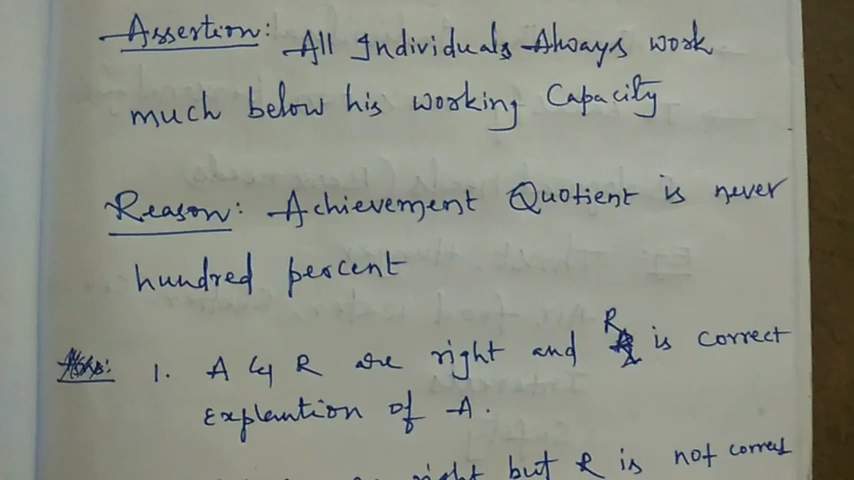 Assertion: All Individuals Always work
much below his working Capacity
Reason: Achievement Quotient is never
hundred percent
1. A & R are right and R is correct
Explantion of A.
right but R is not correct